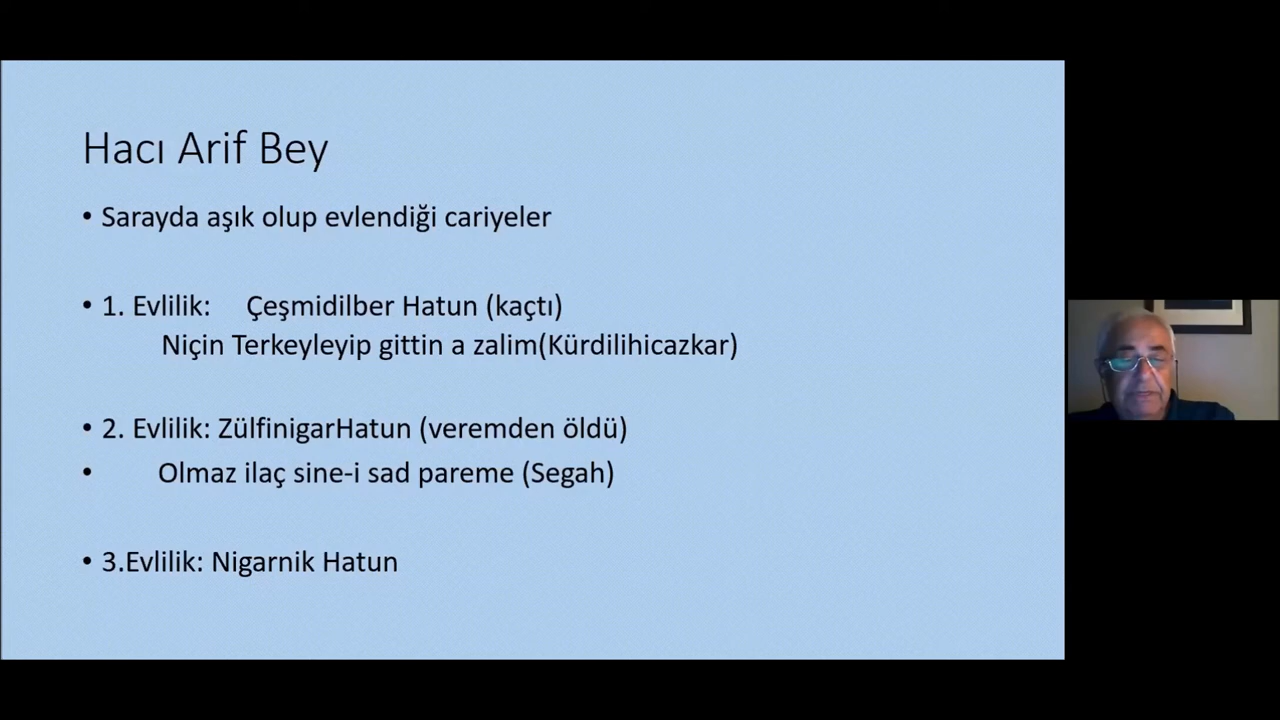 Hacı Arif Bey
• Sarayda aşık olup evlendiği cariyeler
• 1. Evlilik: Çeşmidilber Hatun (kaçtı)
Niçin Terkeyleyip gittin a zalim(Kürdilihicazkar)
• 2. Evlilik: ZülfinigarHatun (veremden öldü)
• Olmaz ilaç sine-i sad pareme (Segah)
• 3.Evlilik: Nigarnik Hatun